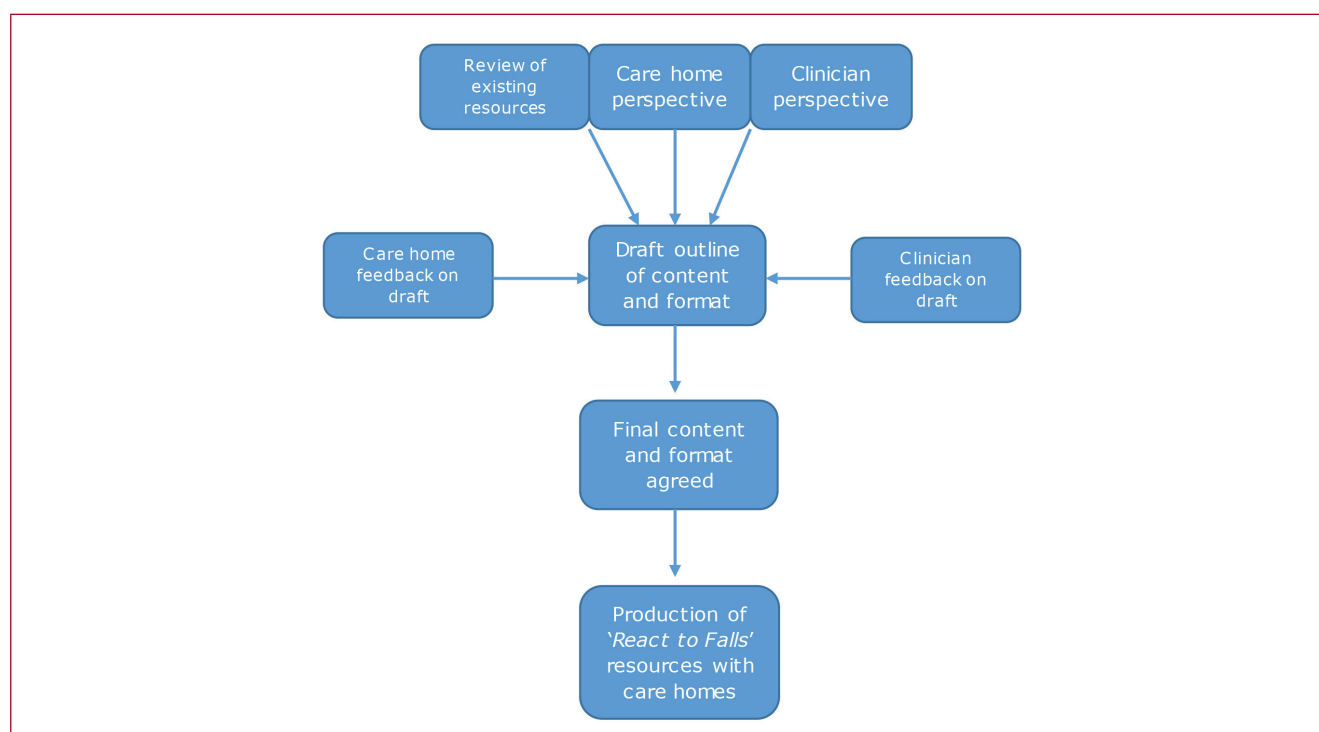 Review of
existing
resources
Care home
perspective
Clinician
perspective
Care home
feedback on
draft
Draft outline
of content
and format
Clinician
feedback on
draft
Final content
and format
agreed
Production of
‘React to Falls’
resources with
care homes